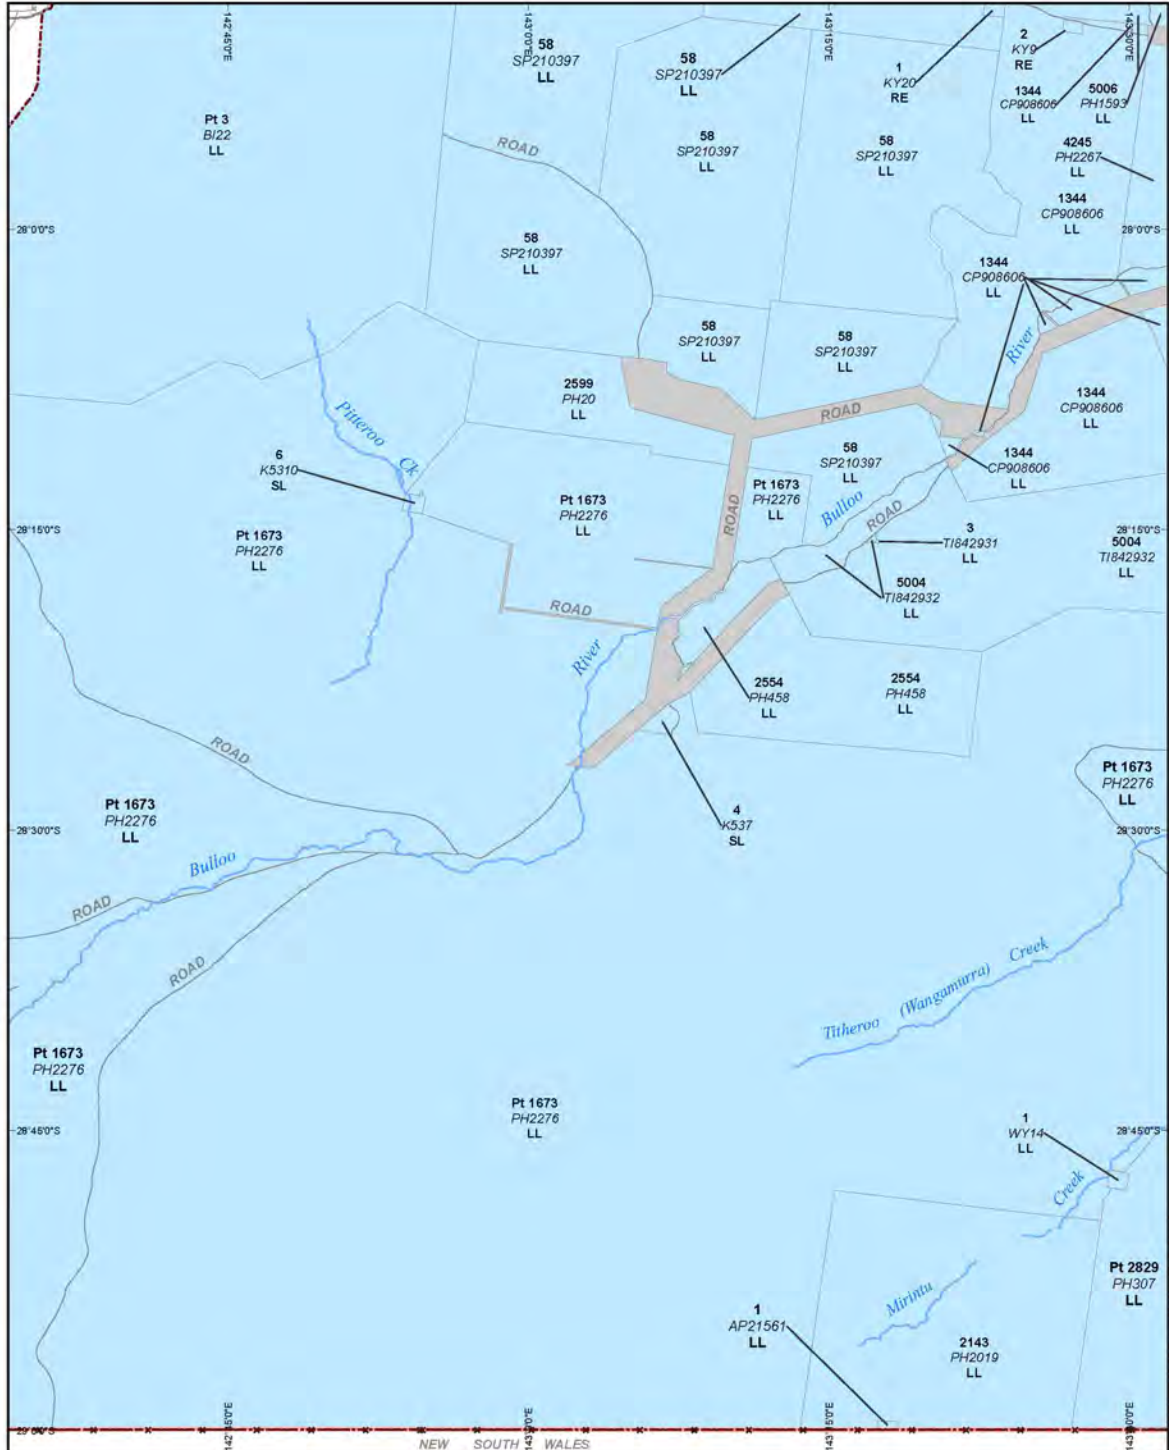 142°45'0"E
143°0'0"E
143°15'0"E
143°30'0"E
58
SP210397
LL
58
SP210397
LL
1
KY20
RE
2
KY9
RE
1344
CP908606
LL
5006
PH1593
LL
Pt 3
BI22
LL
ROAD
58
SP210397
LL
58
SP210397
LL
4245
PH2267
LL
1344
CP908606
LL
28°0'0"S
28°0'0"S
58
SP210397
LL
1344
CP908606
LL
River
58
SP210397
LL
58
SP210397
LL
2599
PH20
LL
ROAD
1344
CP908606
LL
Pitteroo Ck
6
K5310
SL
58
SP210397
LL
1344
CP908606
LL
Pt 1673
PH2276
LL
Pt 1673
PH2276
LL
ROAD
Bulloo
ROAD
28°15'0"S
28°15'0"S
Pt 1673
PH2276
LL
3
TI842931
LL
5004
TI842932
LL
5004
TI842932
LL
ROAD
River
2554
PH458
LL
2554
PH458
LL
ROAD
Pt 1673
PH2276
LL
Pt 1673
PH2276
LL
4
K537
SL
28°30'0"S
28°30'0"S
Bulloo
ROAD
ROAD
Titheroo (Wangamurra) Creek
Pt 1673
PH2276
LL
Pt 1673
PH2276
LL
28°45'0"S
28°45'0"S
1
WY14
LL
Creek
Pt 2829
PH307
LL
Mirintu
1
AP21561
LL
2143
PH2019
LL
29°0'0"S
142°45'0"E
143°0'0"E
143°15'0"E
NEW SOUTH WALES